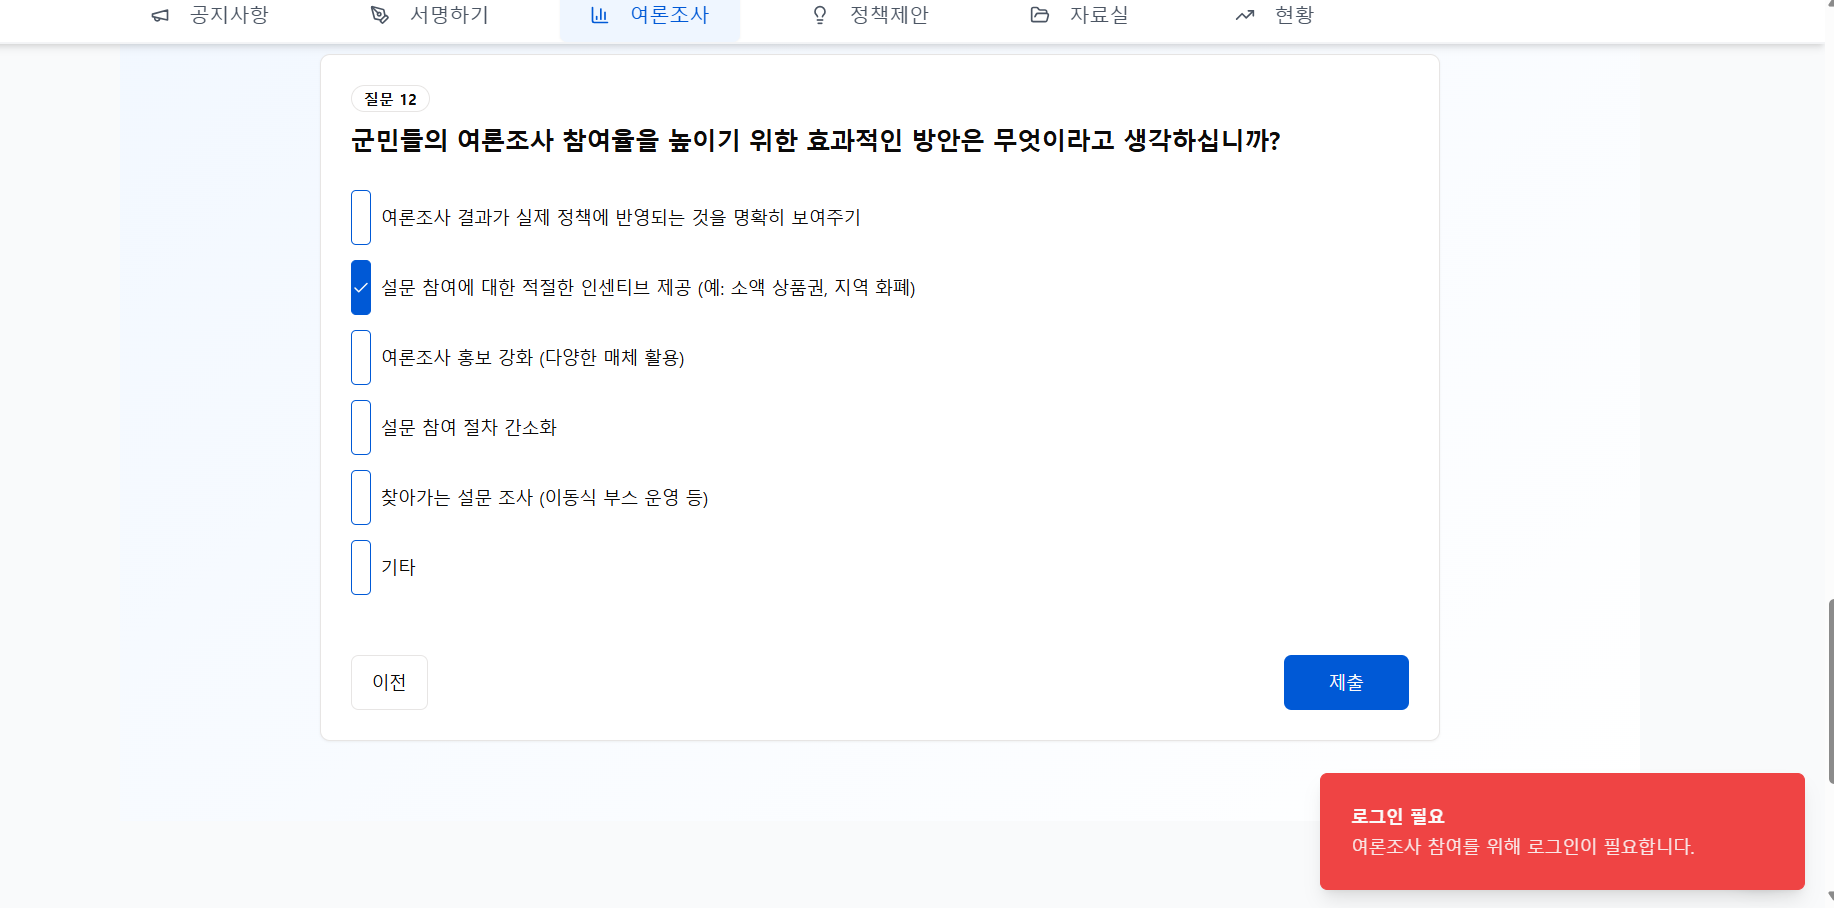 공지사항
서명하기
여론조사
정책제안
자료실
현황
질문 12
군민들의 여론조사 참여율을 높이기 위한 효과적인 방안은 무엇이라고 생각하십니까?
여론조사 결과가 실제 정책에 반영되는 것을 명확히 보여주기
설문 참여에 대한 적절한 인센티브 제공 (예: 소액 상품권, 지역 화폐)
여론조사 홍보 강화 (다양한 매체 활용)
설문 참여 절차 간소화
찾아가는 설문 조사 (이동식 부스 운영 등)
기타
이전
제출
로그인 필요
여론조사 참여를 위해 로그인이 필요합니다.